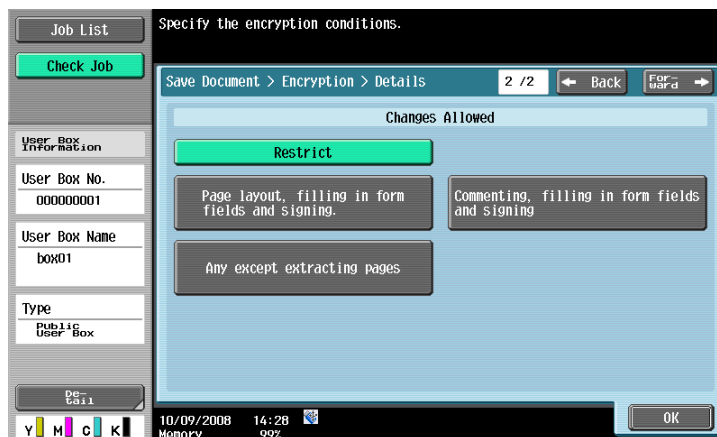 Job List
Check Job
User Box
Information
User Box No.
000000001
User Box Name
box01
Type
Public
User Box
De-
tail
Y M C K
Specify the encryption conditions.
Save Document > Encryption > Details
2 /2
← Back
For-
ward →
Changes Allowed
Restrict
Page layout, filling in form
fields and signing.
Commenting, filling in form fields
and signing
Any except extracting pages
10/09/2008 14:28
Memory 99%
OK